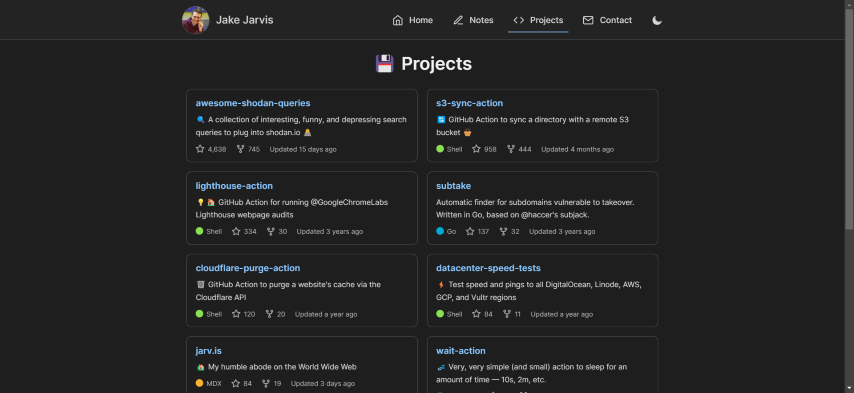 Jake Jarvis
Home
Notes
Projects
Contact
Projects
awesome-shodan-queries
A collection of interesting, funny, and depressing search
queries to plug into shodan.io
4,638 745 Updated 15 days ago
s3-sync-action
GitHub Action to sync a directory with a remote S3
bucket
Shell 958 444 Updated 4 months ago
lighthouse-action
GitHub Action for running @GoogleChromeLabs
Lighthouse webpage audits
Shell 334 30 Updated 3 years ago
subtake
Automatic finder for subdomains vulnerable to takeover.
Written in Go, based on @haccer's subjack.
Go 137 32 Updated 3 years ago
cloudflare-purge-action
GitHub Action to purge a website's cache via the
Cloudflare API
Shell 120 20 Updated a year ago
datacenter-speed-tests
Test speed and pings to all DigitalOcean, Linode, AWS,
GCP, and Vultr regions
Shell 84 11 Updated a year ago
jarv.is
My humble abode on the World Wide Web
MDX 84 19 Updated 3 days ago
wait-action
Very, very simple (and small) action to sleep for an
amount of time — 10s, 2m, etc.